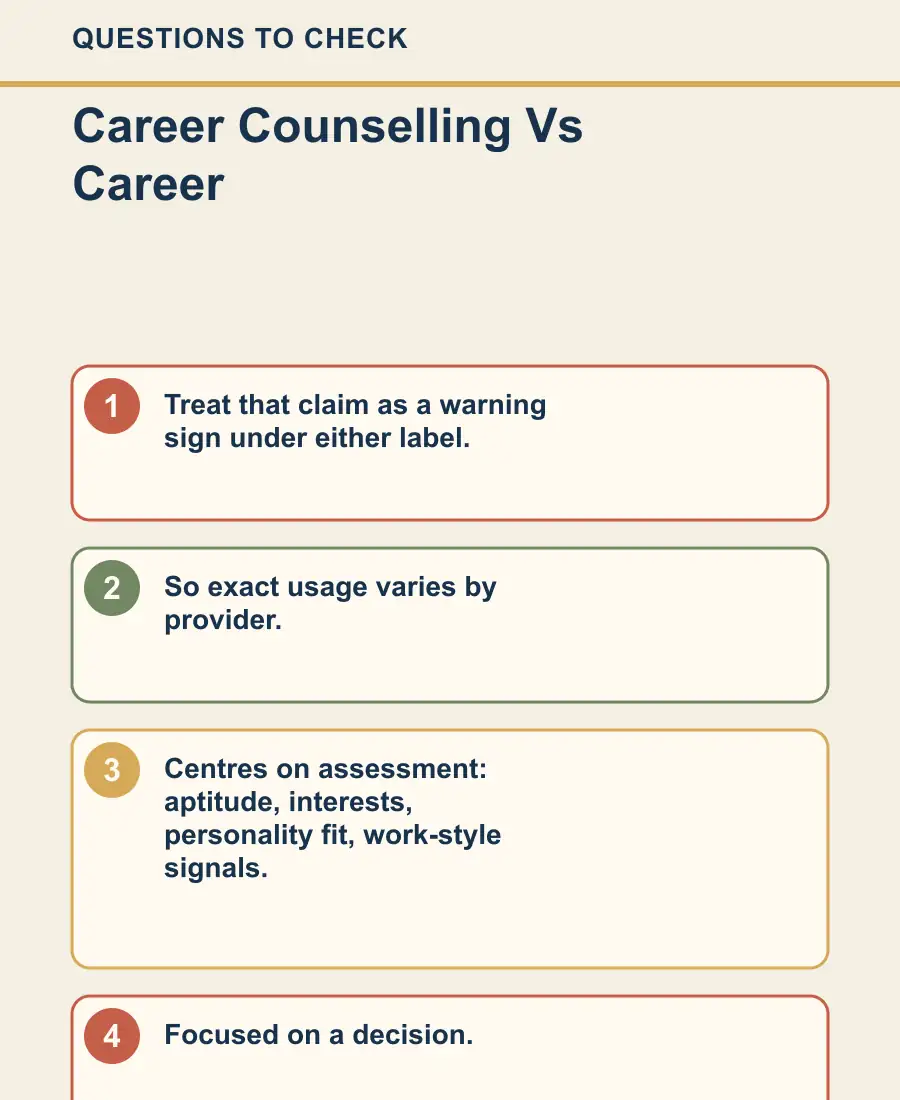 QUESTIONS TO CHECK
Career Counselling Vs
Career
1
Treat that claim as a warning
sign under either label.
2
So exact usage varies by
provider.
3
Centres on assessment:
aptitude, interests,
personality fit, work-style
signals.
4
Focused on a decision.